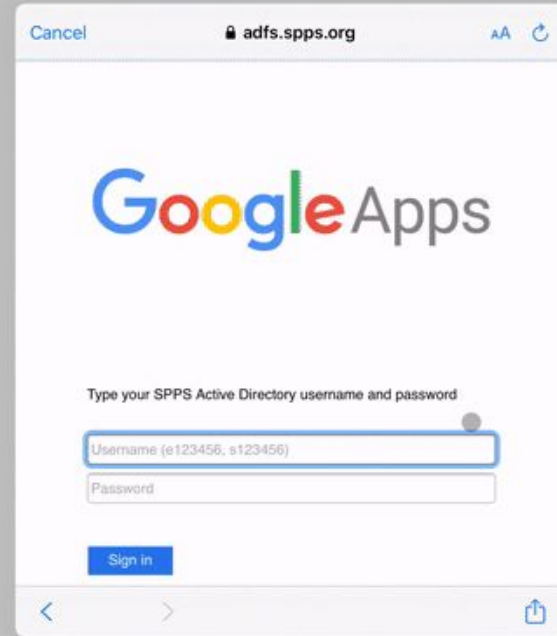 Cancel adfs.spps.org AA
Google Apps
Type your SPPS Active Directory username and password
Username (e123456, s123456)
Password
Sign in